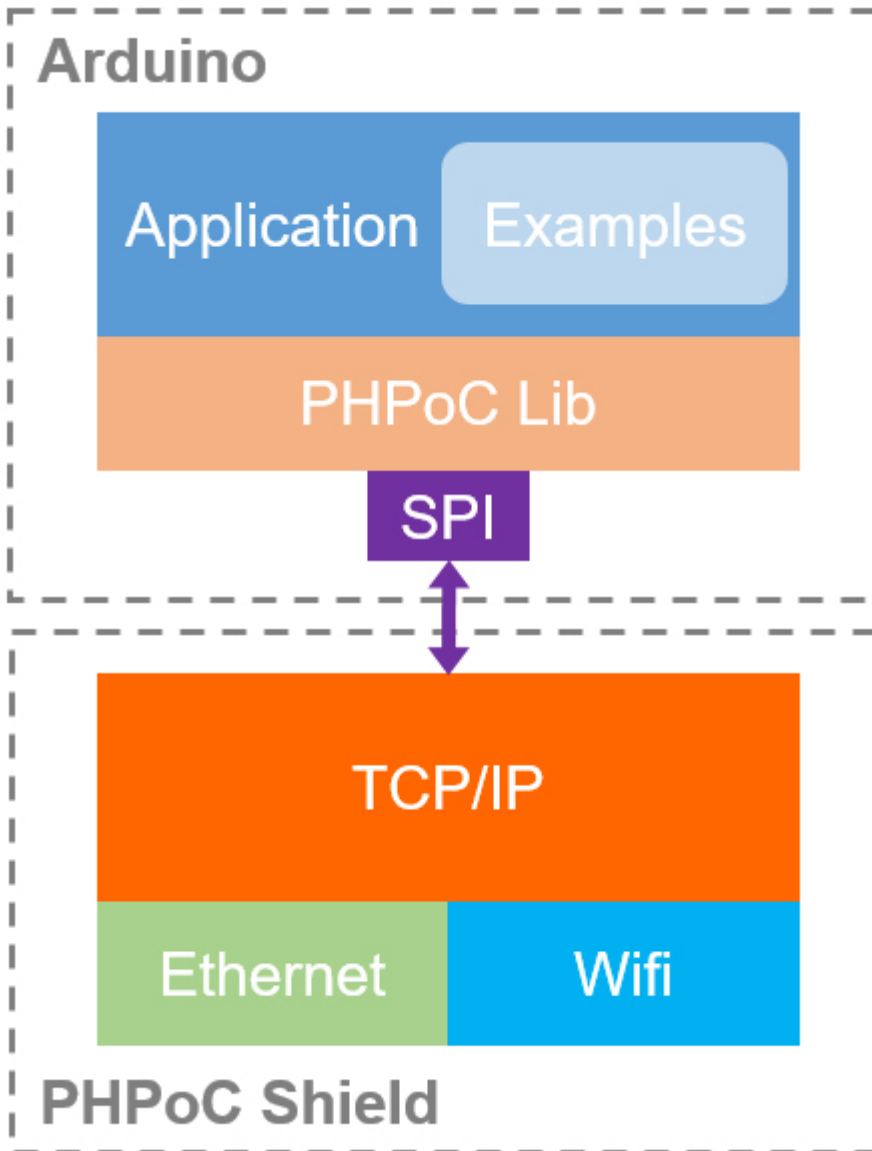 Arduino
Application
Examples
PHPoC Lib
SPI
TCP/IP
Ethernet
Wifi
PHPoC Shield